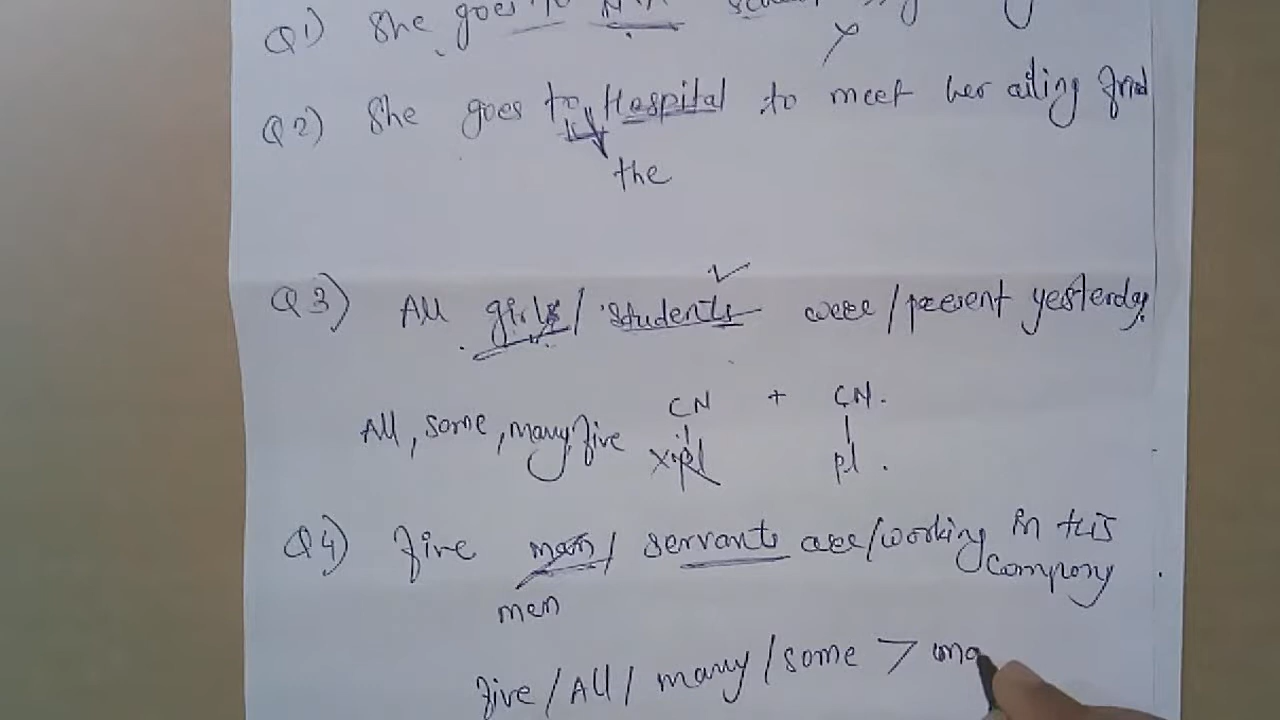 Q1) She goes to
Q2) She goes to Hospital to meet her ailing frnd
the
Q3) All girls / students were / present yesterday.
CN + CN.
All, some, many, five
pl pl.
Q4) five man / servants are / working in this
company.
men
five / All / many / some >